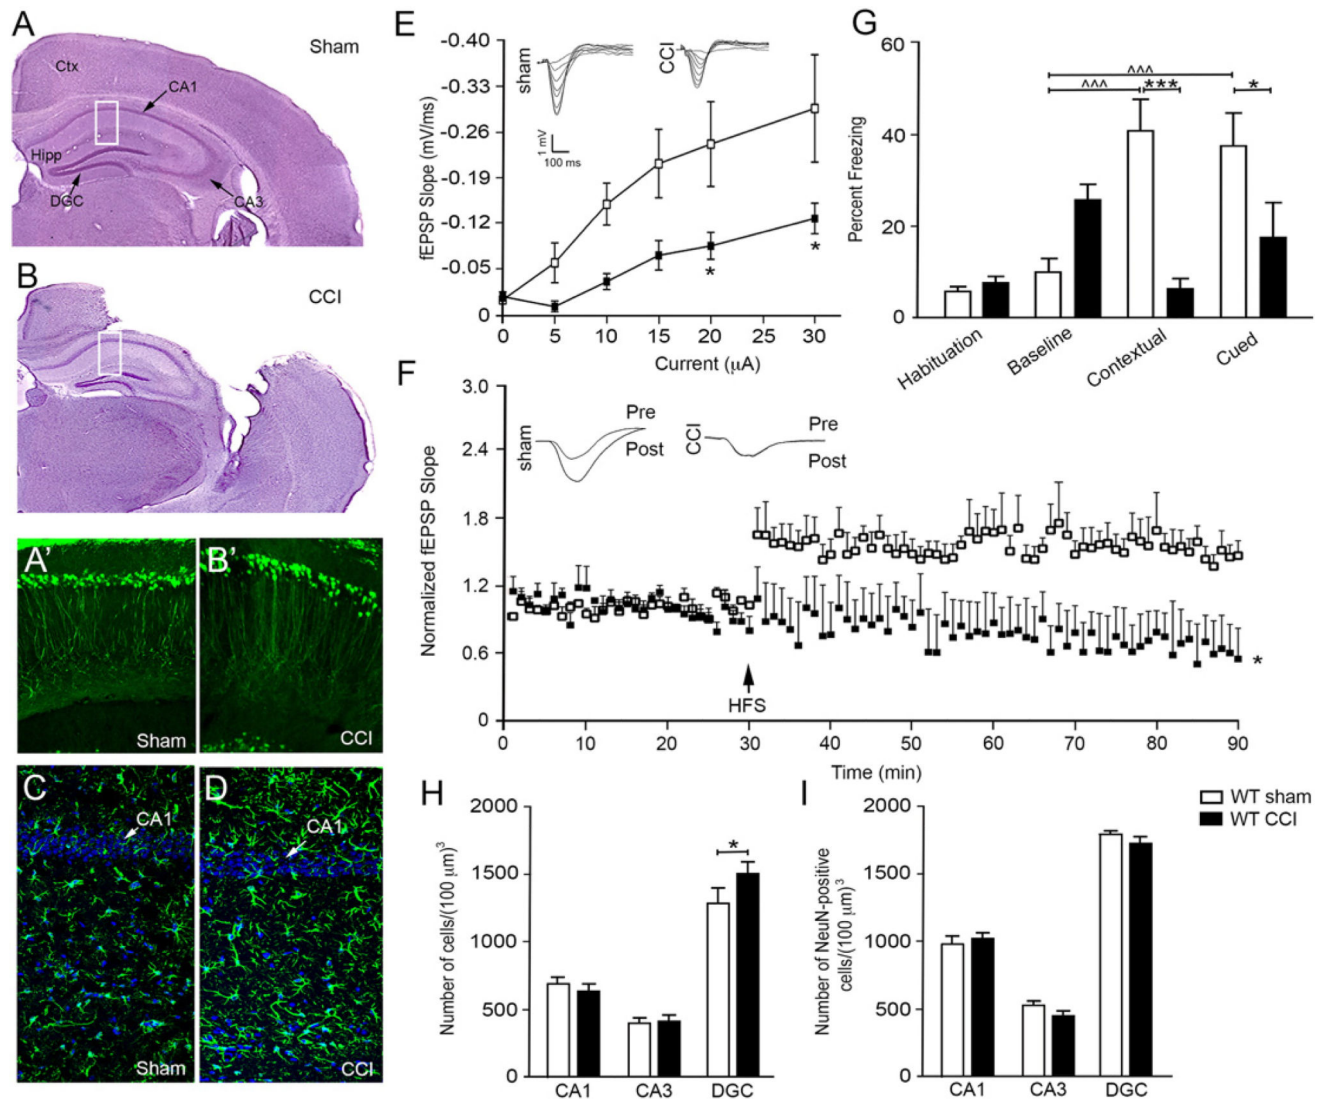 A
Sham
Ctx
CA1
Hipp
DGC
CA3
B
CCI
A'
Sham
B'
CCI
C
CA1
Sham
D
CA1
CCI
E
fEPSP Slope (mV/ms)
-0.40
-0.33
-0.26
-0.19
-0.12
-0.05
0
sham
CCI
1 mV
100 ms
*
*
0 5 10 15 20 25 30
Current (µA)
F
Normalized fEPSP Slope
3.0
2.4
1.8
1.2
0.6
0
sham
Pre
Post
CCI
Pre
Post
HFS
*
0 10 20 30 40 50 60 70 80 90
Time (min)
G
Percent Freezing
60
40
20
0
^^^
^^^
***
*
Habituation
Baseline
Contextual
Cued
H
Number of cells/(100 µm)³
2000
1500
1000
500
0
*
CA1 CA3 DGC
I
Number of NeuN-positive
cells/(100 µm)³
2000
1500
1000
500
0
CA1 CA3 DGC
WT sham
WT CCI